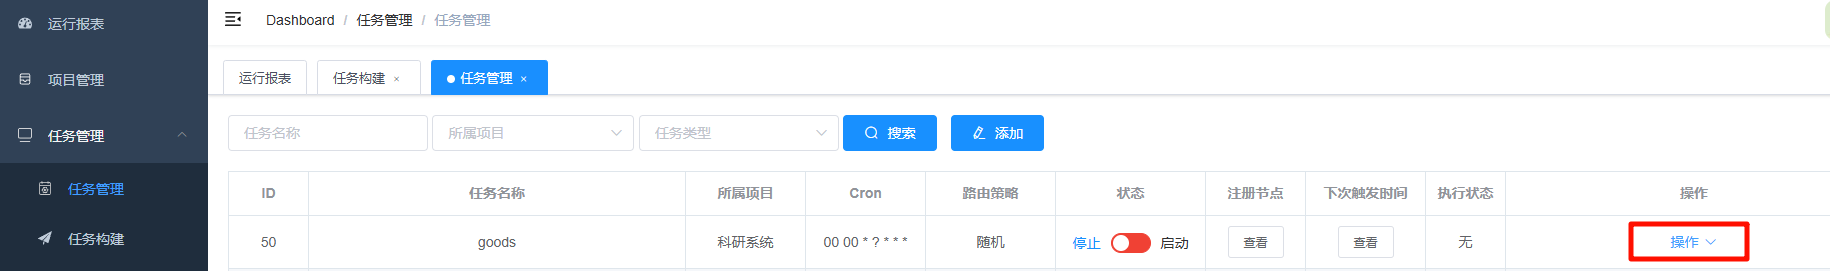 运行报表
项目管理
任务管理
任务管理
任务构建
Dashboard / 任务管理 / 任务管理
运行报表 任务构建 × 任务管理 ×
任务名称 所属项目 任务类型 搜索 添加
ID 任务名称 所属项目 Cron 路由策略 状态 注册节点 下次触发时间 执行状态 操作
50 goods 科研系统 00 00 * ? * * * 随机 停止 启动 查看 查看 无 操作